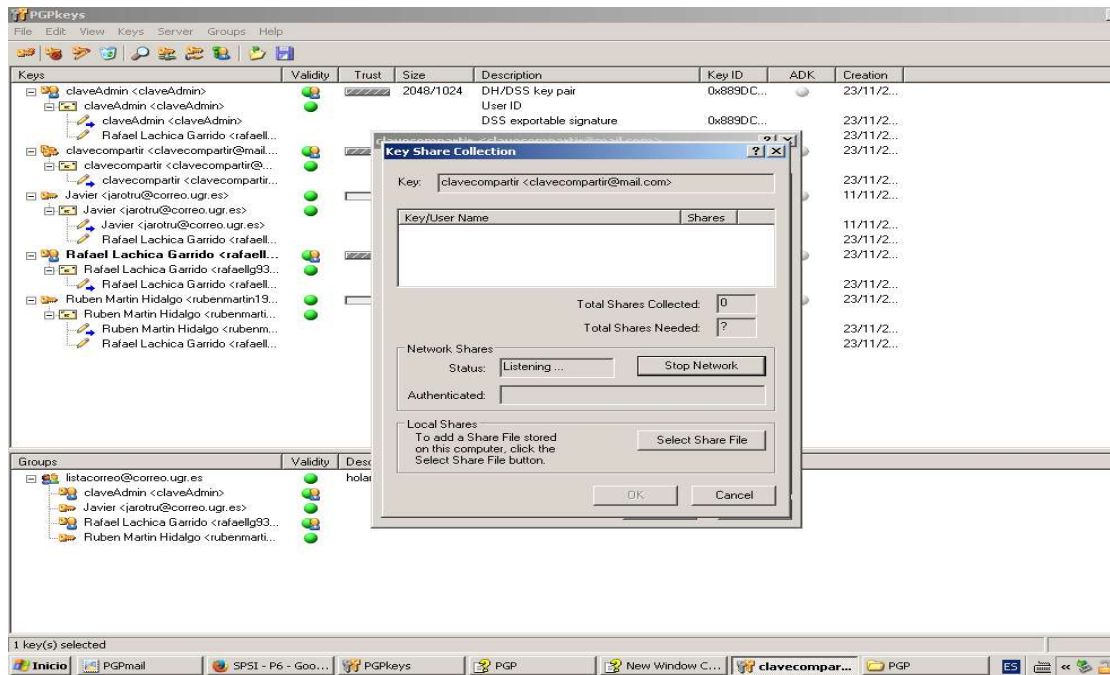 PGPkeys
File Edit View Keys Server Groups Help
Keys Validity Trust Size Description Key ID ADK Creation
claveAdmin <claveAdmin> 2048/1024 DH/DSS key pair 0x889DC... 23/11/2...
claveAdmin <claveAdmin> User ID
claveAdmin <claveAdmin> DSS exportable signature 0x889DC... 23/11/2...
Rafael Lachica Garrido <rafaell... 23/11/2...
clavecompartir <clavecompartir@mail.... 23/11/2...
clavecompartir <clavecompartir@...
clavecompartir <clavecomparti... 23/11/2...
Javier <jarotru@correo.ugr.es> 11/11/2...
Javier <jarotru@correo.ugr.es>
Javier <jarotru@correo.ugr.es> 11/11/2...
Rafael Lachica Garrido <rafaell... 23/11/2...
Rafael Lachica Garrido <rafaell... 23/11/2...
Rafael Lachica Garrido <rafaellg93...
Rafael Lachica Garrido <rafaell... 23/11/2...
Ruben Martin Hidalgo <rubenmartin19... 23/11/2...
Ruben Martin Hidalgo <rubenmarti...
Ruben Martin Hidalgo <rubenm... 23/11/2...
Rafael Lachica Garrido <rafaell... 23/11/2...
Key Share Collection
Key: clavecompartir <clavecompartir@mail.com>
Key/User Name Shares
Total Shares Collected: 0
Total Shares Needed: ?
Network Shares
Status: Listening ... Stop Network
Authenticated:
Local Shares
To add a Share File stored
on this computer, click the
Select Share File button.
Select Share File
OK Cancel
Groups Validity Desc
listacorreo@correo.ugr.es hola
claveAdmin <claveAdmin>
Javier <jarotru@correo.ugr.es>
Rafael Lachica Garrido <rafaellg93...
Ruben Martin Hidalgo <rubenmarti...
1 key(s) selected
Inicio PGPmail SPSI - P6 - Goo... PGPkeys PGP New Window C... clavecompar... PGP ES